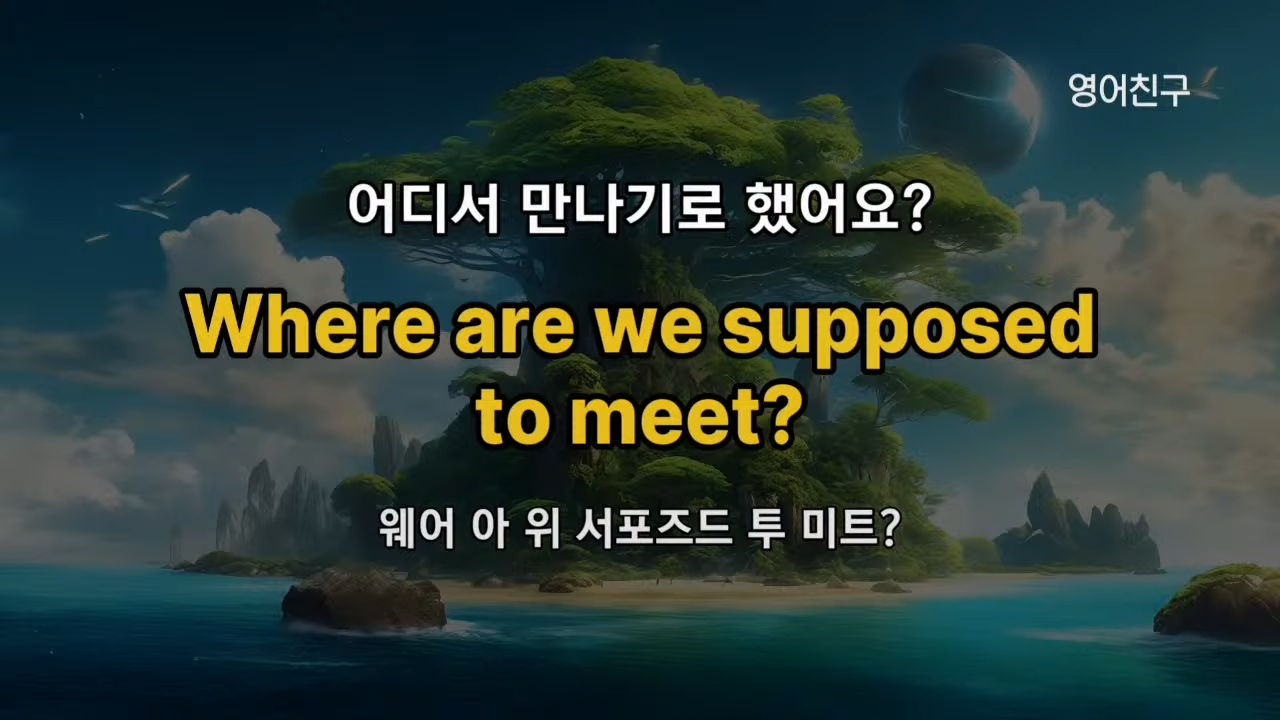 영어친구
어디서 만나기로 했어요?
Where are we supposed
to meet?
웨어 아 위 서포즈드 투 미트?